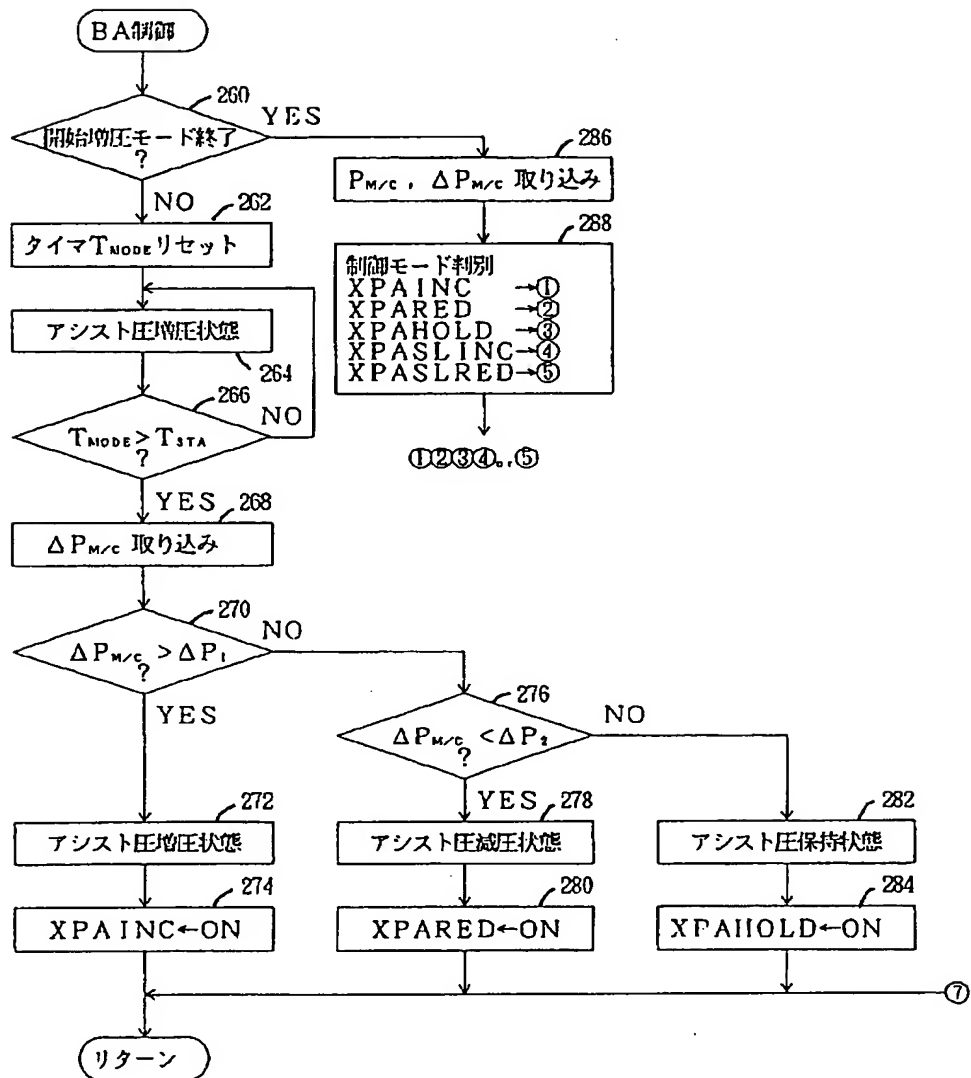 BA制御
260
開始増圧モード終了
?
YES
NO
262
タイマTMODEリセット
アシスト圧増圧状態
264
266
TMODE>TSTA
?
NO
YES
268
ΔPM/C 取り込み
270
ΔPM/C>ΔP1
?
NO
YES
272
アシスト圧増圧状態
274
XPAINC←ON
276
ΔPM/C<ΔP2
?
NO
YES
278
アシスト圧減圧状態
280
XPARED←ON
282
アシスト圧保持状態
284
XPAHOLD←ON
286
PM/C,ΔPM/C 取り込み
288
制御モード判別
XPAINC →①
XPARED →②
XPAHOLD →③
XPASLINC→④
XPASLRED→⑤
①②③④..⑤
⑦
リターン